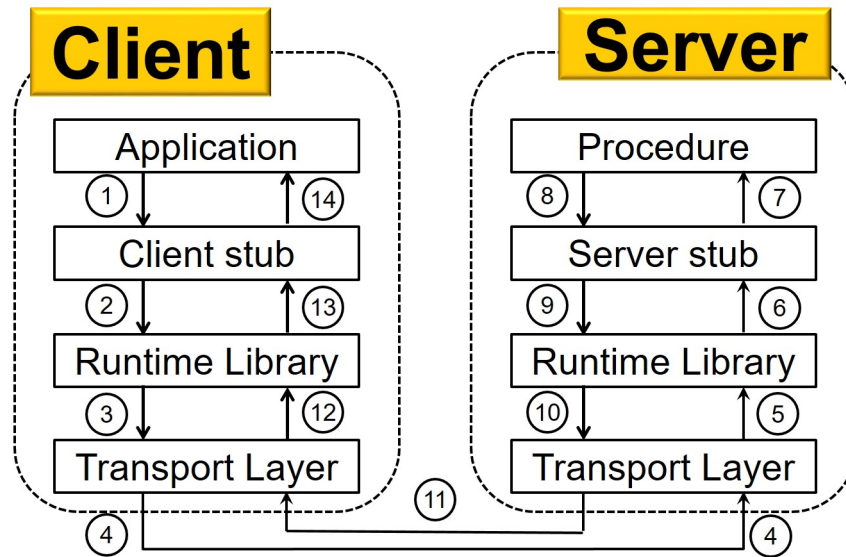 Client
Server
Application
Procedure
1
14
8
7
Client stub
Server stub
2
13
9
6
Runtime Library
Runtime Library
3
12
10
5
Transport Layer
Transport Layer
11
4
4